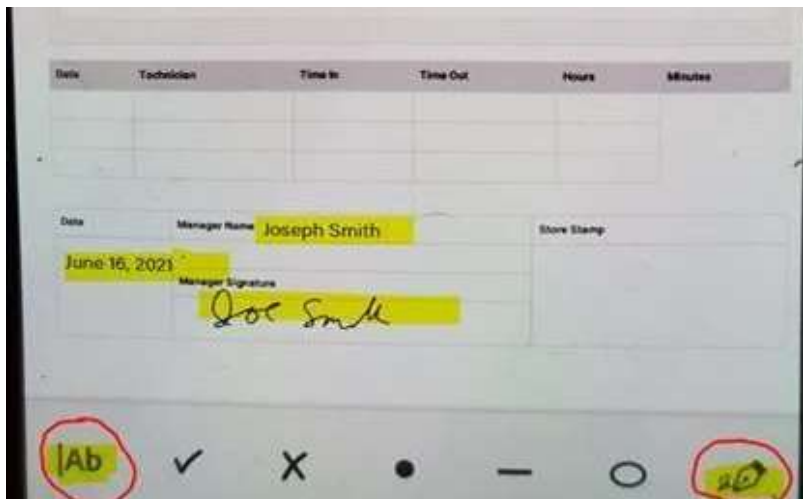 Date Technician Time In Time Out Hours Minutes
Date Manager Name Joseph Smith Store Stamp
June 16, 2021
Manager Signature
Joe Smith
|Ab